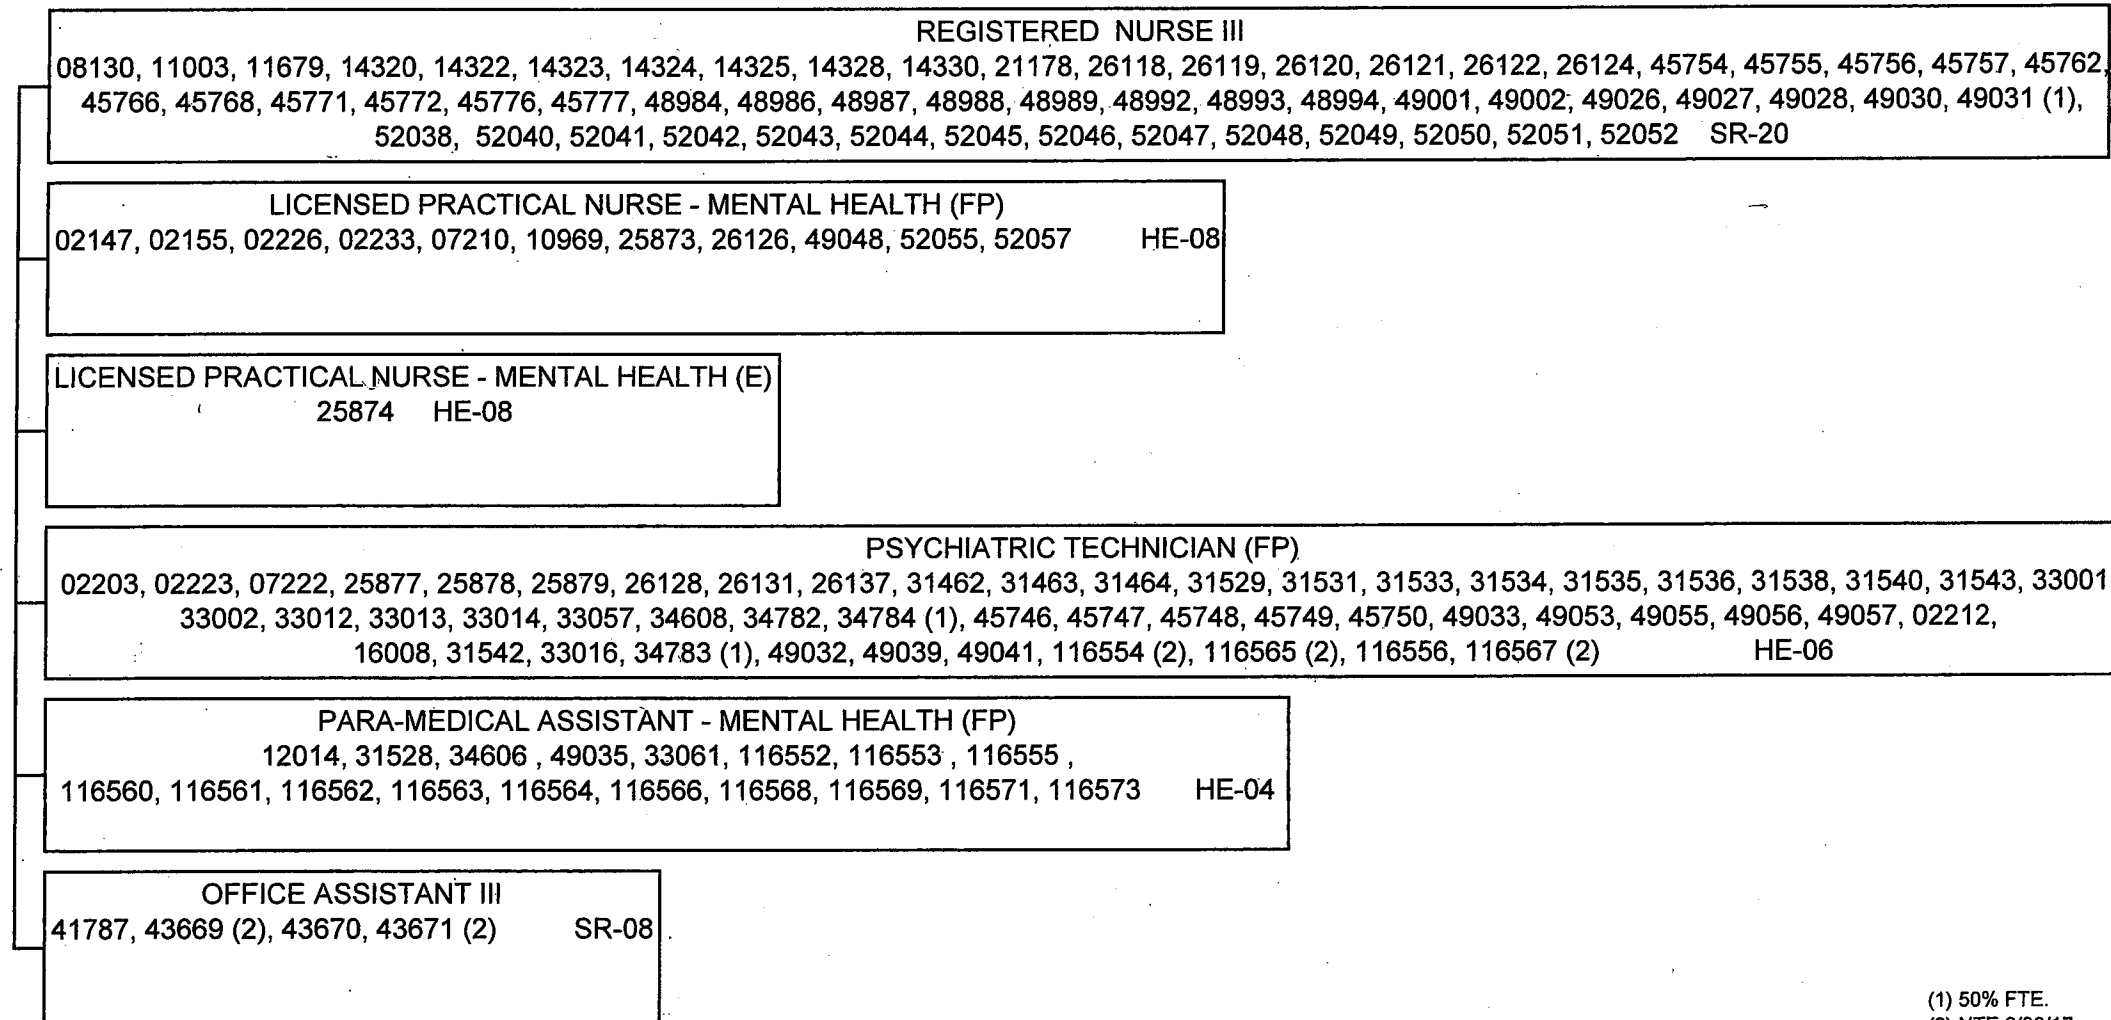 REGISTERED NURSE III
08130, 11003, 11679, 14320, 14322, 14323, 14324, 14325, 14328, 14330, 21178, 26118, 26119, 26120, 26121, 26122, 26124, 45754, 45755, 45756, 45757, 45762,
45766, 45768, 45771, 45772, 45776, 45777, 48984, 48986, 48987, 48988, 48989, 48992, 48993, 48994, 49001, 49002, 49026, 49027, 49028, 49030, 49031 (1),
52038, 52040, 52041, 52042, 52043, 52044, 52045, 52046, 52047, 52048, 52049, 52050, 52051, 52052 SR-20
LICENSED PRACTICAL NURSE - MENTAL HEALTH (FP)
02147, 02155, 02226, 02233, 07210, 10969, 25873, 26126, 49048, 52055, 52057 HE-08
LICENSED PRACTICAL NURSE - MENTAL HEALTH (E)
25874 HE-08
PSYCHIATRIC TECHNICIAN (FP)
02203, 02223, 07222, 25877, 25878, 25879, 26128, 26131, 26137, 31462, 31463, 31464, 31529, 31531, 31533, 31534, 31535, 31536, 31538, 31540, 31543, 33001
33002, 33012, 33013, 33014, 33057, 34608, 34782, 34784 (1), 45746, 45747, 45748, 45749, 45750, 49033, 49053, 49055, 49056, 49057, 02212,
16008, 31542, 33016, 34783 (1), 49032, 49039, 49041, 116554 (2), 116565 (2), 116556, 116567 (2) HE-06
PARA-MEDICAL ASSISTANT - MENTAL HEALTH (FP)
12014, 31528, 34606 , 49035, 33061, 116552, 116553 , 116555 ,
116560, 116561, 116562, 116563, 116564, 116566, 116568, 116569, 116571, 116573 HE-04
OFFICE ASSISTANT III
41787, 43669 (2), 43670, 43671 (2) SR-08
(1) 50% FTE.